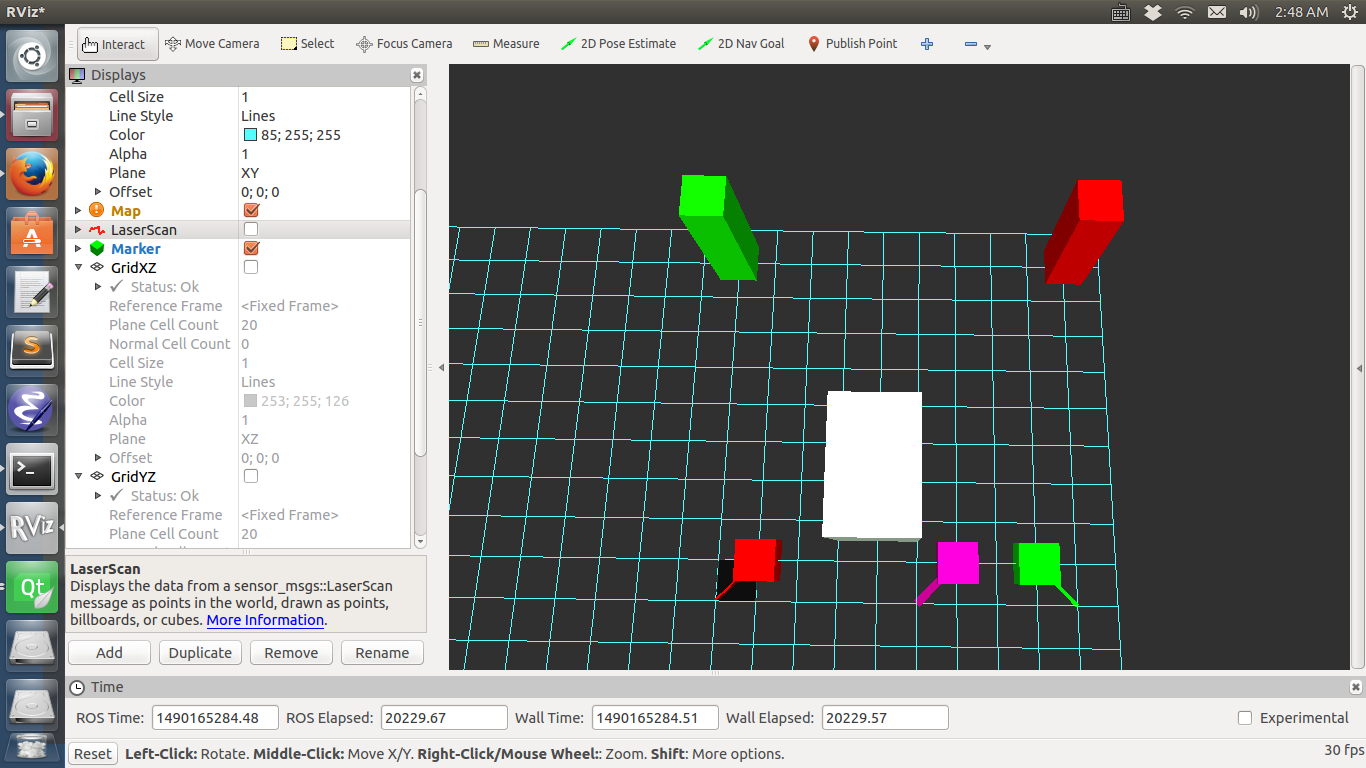 RViz*
2:48 AM
Interact Move Camera Select Focus Camera Measure 2D Pose Estimate 2D Nav Goal Publish Point
Displays
Cell Size 1
Line Style Lines
Color 85; 255; 255
Alpha 1
Plane XY
Offset 0; 0; 0
Map
LaserScan
Marker
GridXZ
Status: Ok
Reference Frame <Fixed Frame>
Plane Cell Count 20
Normal Cell Count 0
Cell Size 1
Line Style Lines
Color 253; 255; 126
Alpha 1
Plane XZ
Offset 0; 0; 0
GridYZ
Status: Ok
Reference Frame <Fixed Frame>
Plane Cell Count 20
RViz
Qt
LaserScan
Displays the data from a sensor_msgs::LaserScan
message as points in the world, drawn as points,
billboards, or cubes. More Information.
Add Duplicate Remove Rename
Time
ROS Time: 1490165284.48 ROS Elapsed: 20229.67 Wall Time: 1490165284.51 Wall Elapsed: 20229.57 Experimental
Reset Left-Click: Rotate. Middle-Click: Move X/Y. Right-Click/Mouse Wheel:: Zoom. Shift: More options. 30 fps